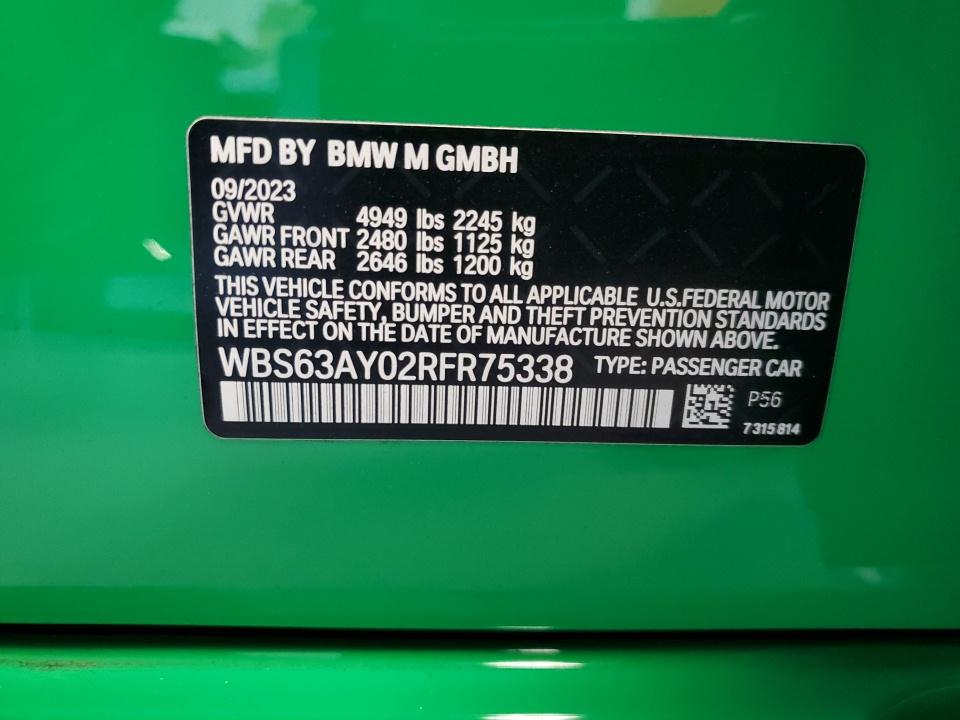 MFD BY BMW M GMBH
09/2023
GVWR 4949 lbs 2245 kg
GAWR FRONT 2480 lbs 1125 kg
GAWR REAR 2646 lbs 1200 kg
THIS VEHICLE CONFORMS TO ALL APPLICABLE U.S.FEDERAL MOTOR
VEHICLE SAFETY, BUMPER AND THEFT PREVENTION STANDARDS
IN EFFECT ON THE DATE OF MANUFACTURE SHOWN ABOVE.
WBS63AY02RFR75338 TYPE: PASSENGER CAR
P56
7315814